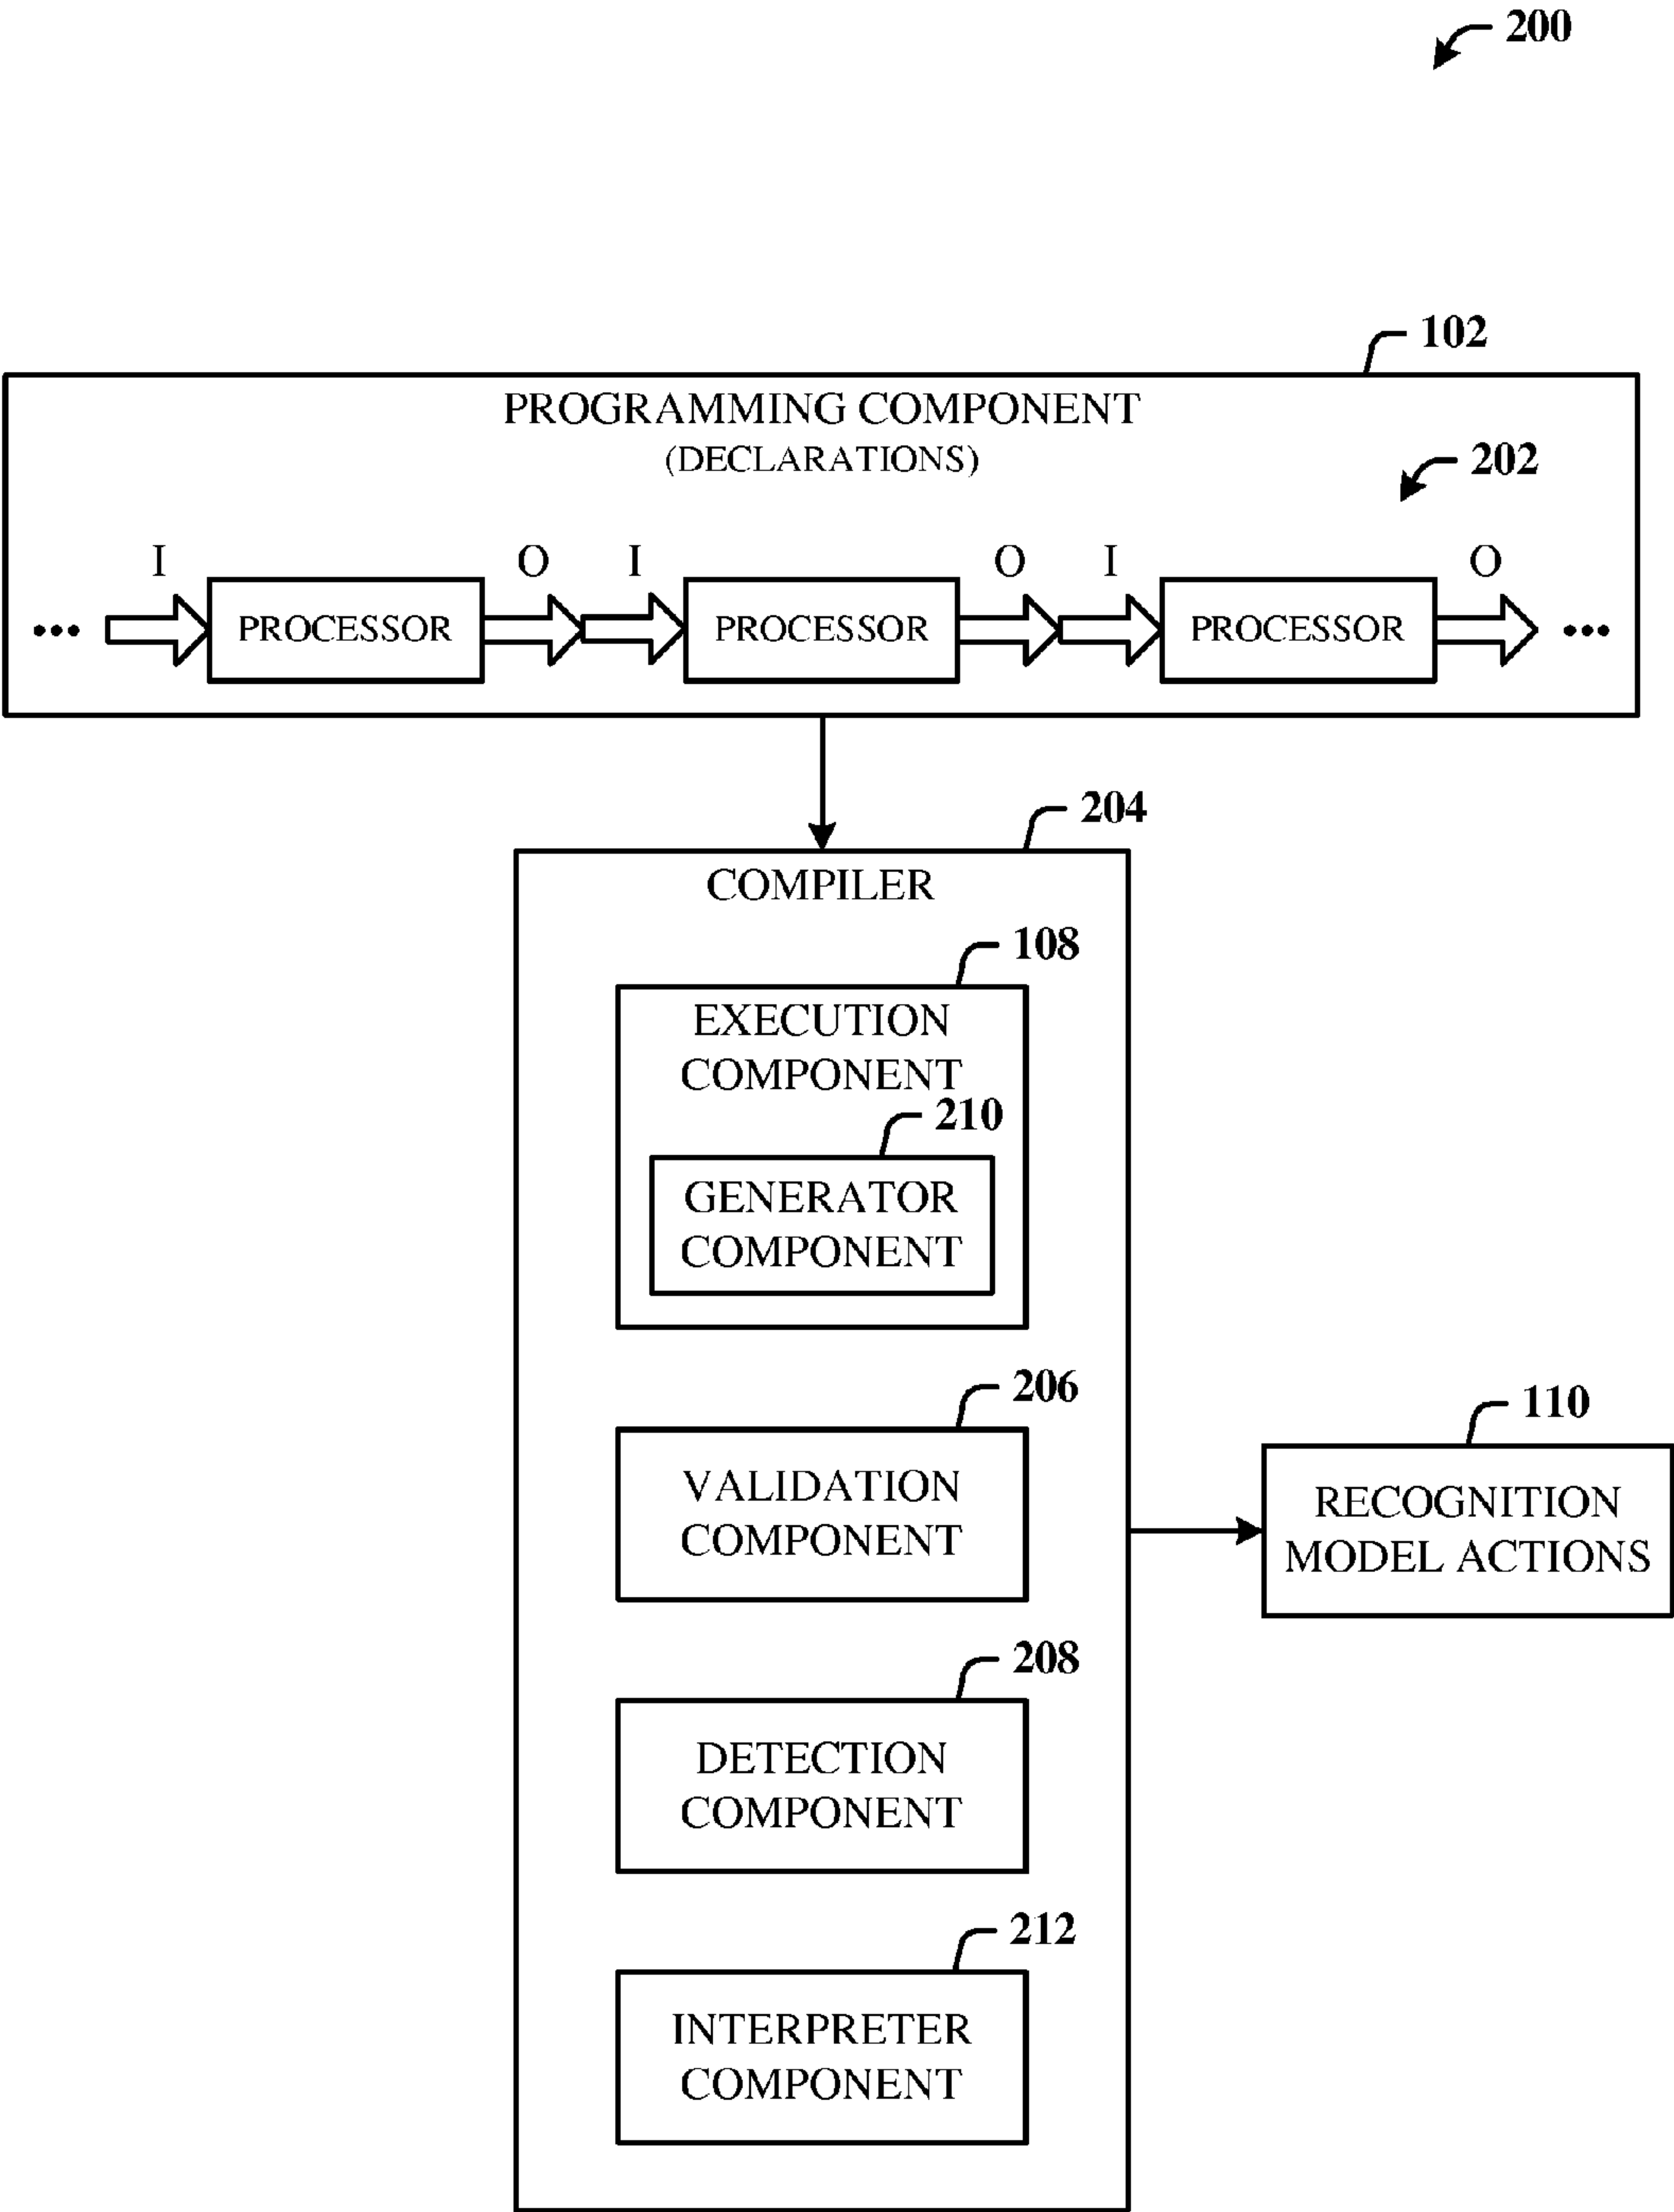 200
102
PROGRAMMING COMPONENT
(DECLARATIONS)
202
I O I O I O
••• PROCESSOR PROCESSOR PROCESSOR •••
204
COMPILER
108
EXECUTION
COMPONENT
210
GENERATOR
COMPONENT
206
VALIDATION
COMPONENT
110
RECOGNITION
MODEL ACTIONS
208
DETECTION
COMPONENT
212
INTERPRETER
COMPONENT